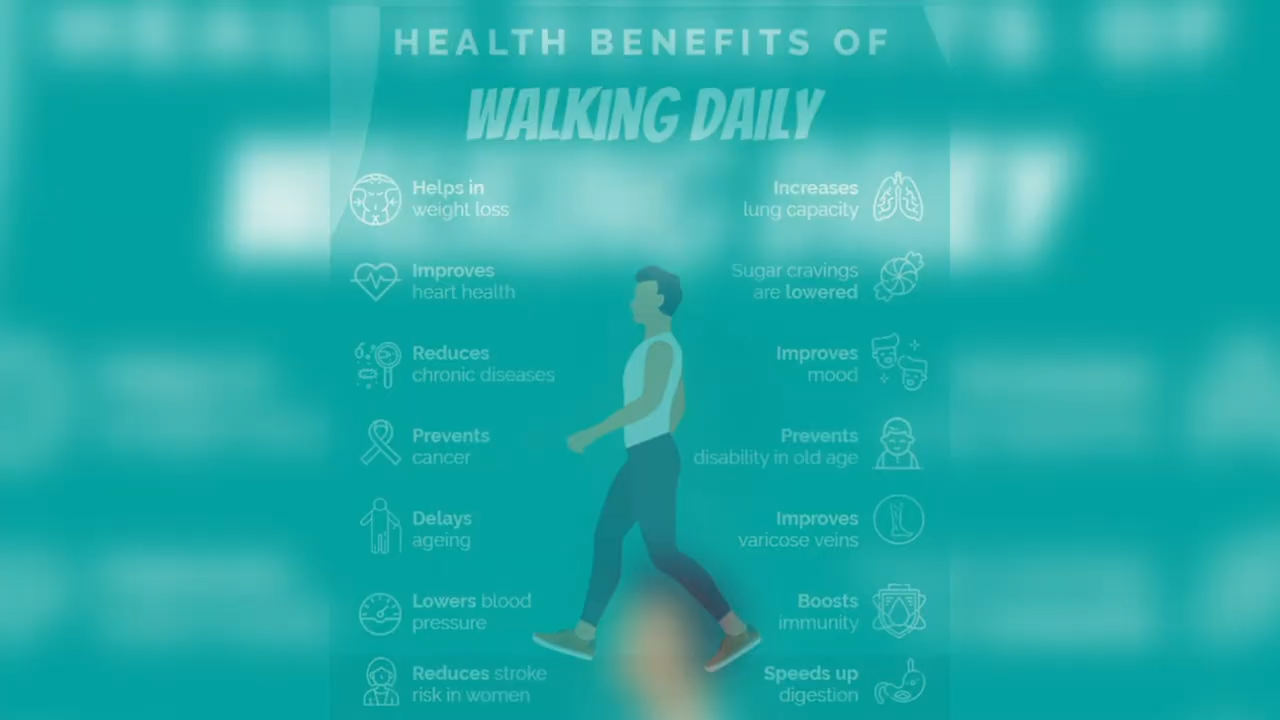 HEALTH BENEFITS OF
WALKING DAILY
Helps in
weight loss
Improves
heart health
Reduces
chronic diseases
Prevents
cancer
Delays
ageing
Lowers blood
pressure
Reduces stroke
risk in women
Increases
lung capacity
Sugar cravings
are lowered
Improves
mood
Prevents
disability in old age
Improves
varicose veins
Boosts
immunity
Speeds up
digestion